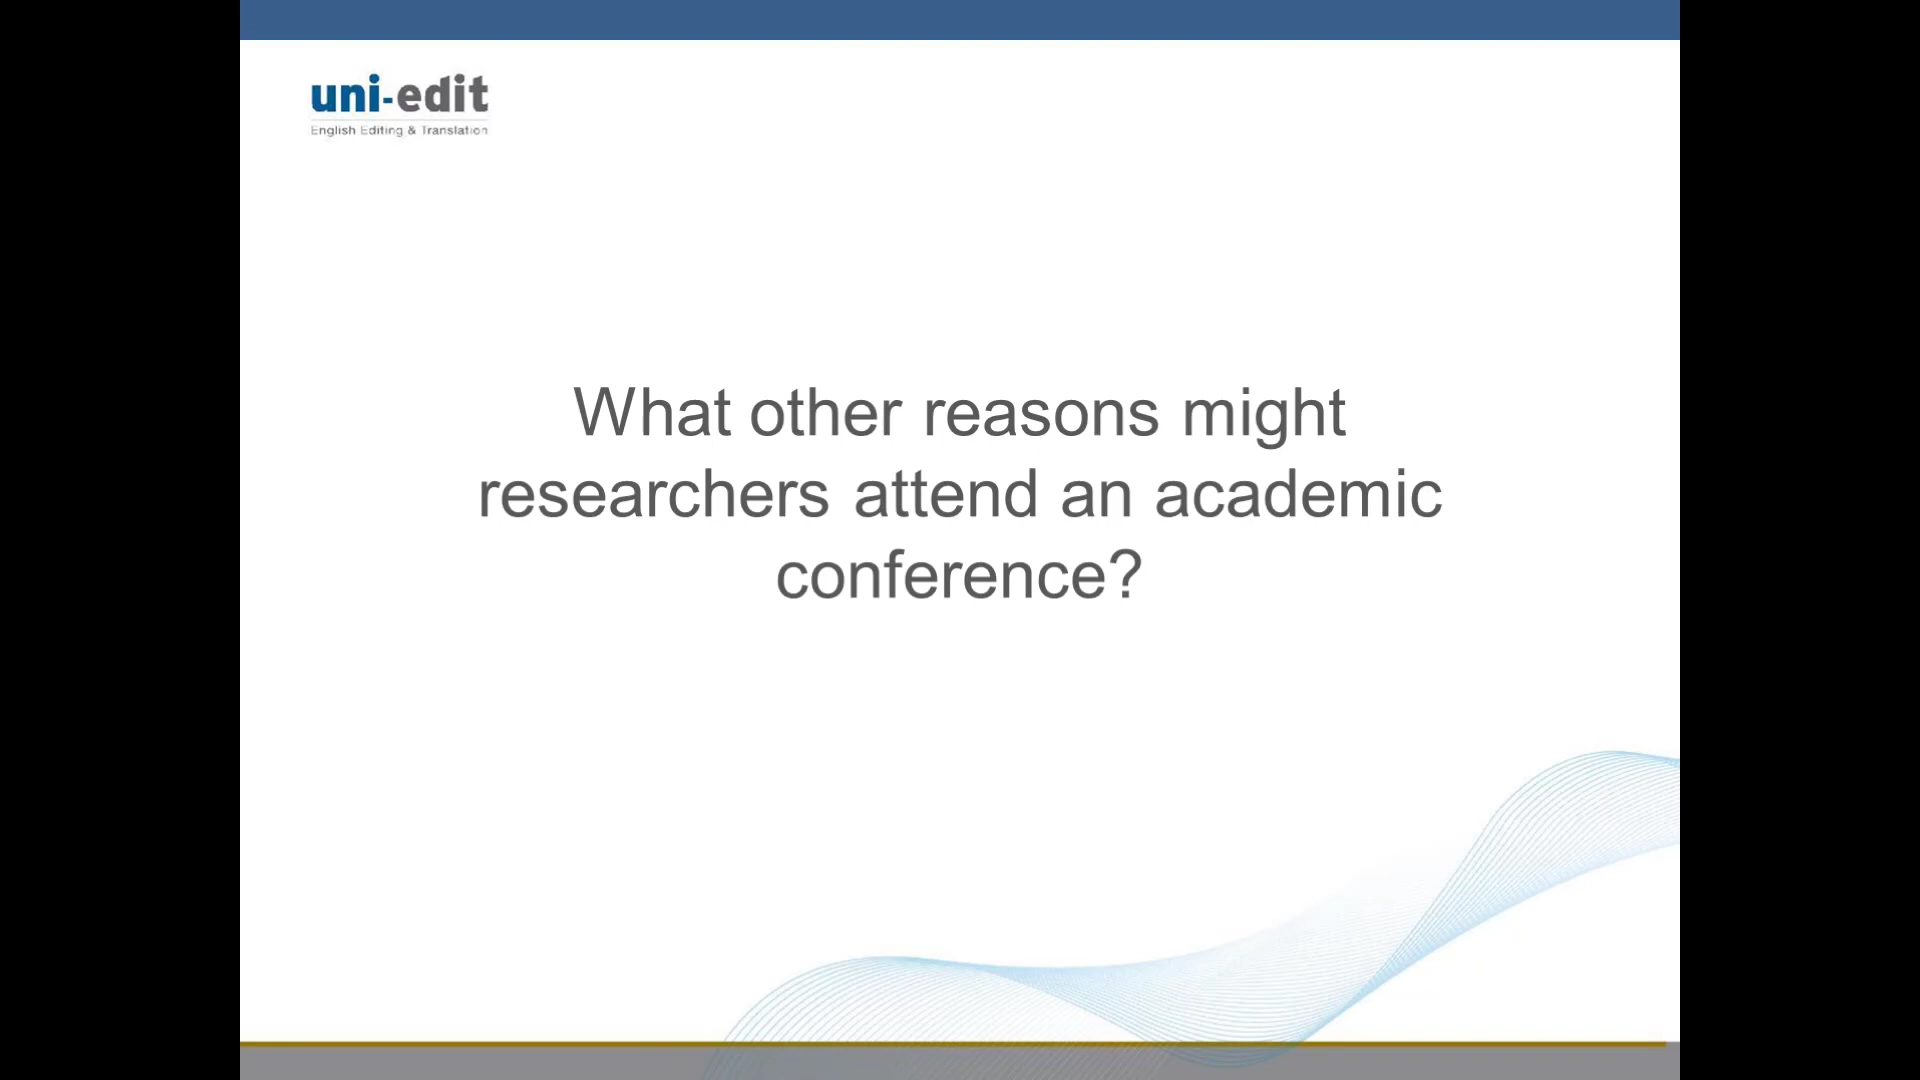 uni-edit
English Editing & Translation
What other reasons might
researchers attend an academic
conference?